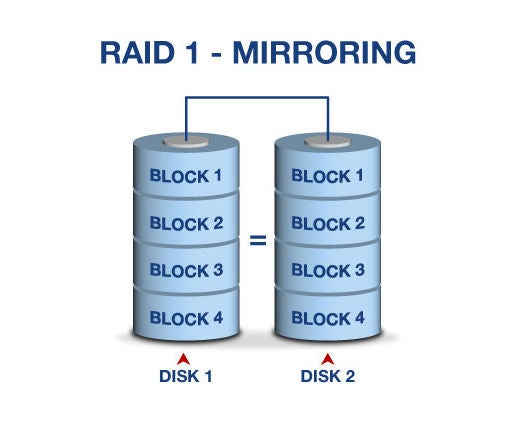 RAID 1 - MIRRORING
BLOCK 1 BLOCK 1
BLOCK 2 BLOCK 2
=
BLOCK 3 BLOCK 3
BLOCK 4 BLOCK 4
DISK 1 DISK 2